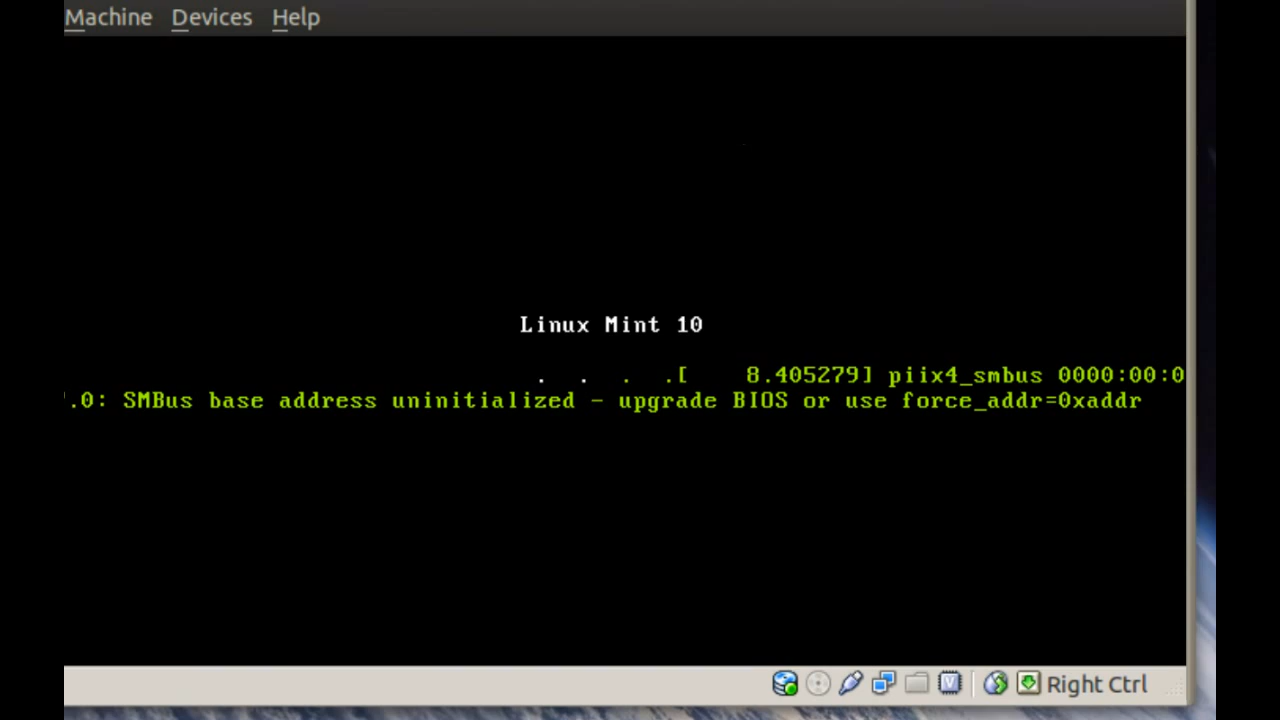 Machine Devices Help
Linux Mint 10
. . . .[ 8.405279] piix4_smbus 0000:00:0
.0: SMBus base address uninitialized - upgrade BIOS or use force_addr=0xaddr
Right Ctrl